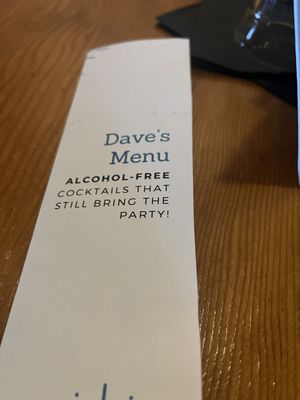 Dave's
Menu
ALCOHOL-FREE
COCKTAILS THAT
STILL BRING THE
PARTY!